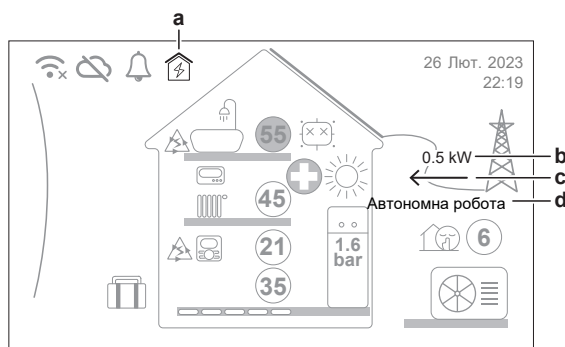 a
26 Лют. 2023
22:19
55
0.5 kW
b
c
45
Автономна робота
d
21
1.6
bar
6
35